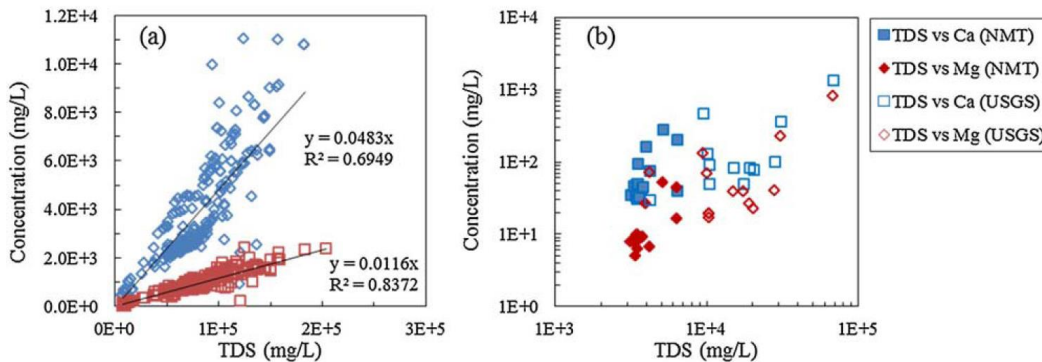 (a)
Concentration (mg/L)
1.2E+4
1.0E+4
8.0E+3
6.0E+3
4.0E+3
2.0E+3
0.0E+0
y = 0.0483x
R² = 0.6949
y = 0.0116x
R² = 0.8372
0E+0 1E+5 2E+5 3E+5
TDS (mg/L)
(b)
Concentration (mg/L)
1E+4
1E+3
1E+2
1E+1
1E+0
1E+3 1E+4 1E+5
TDS (mg/L)
TDS vs Ca (NMT)
TDS vs Mg (NMT)
TDS vs Ca (USGS)
TDS vs Mg (USGS)